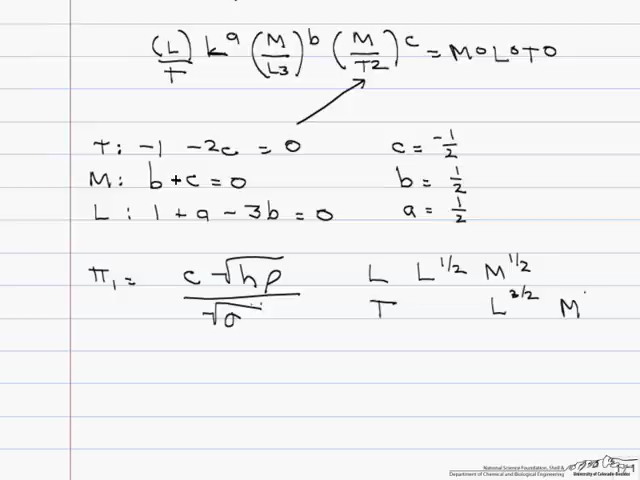 (L)/T L^a (M/L3)^b (M/T2)^c = M0L0T0
T: -1 -2c = 0 c = -1/2
M: b+c=0 b = 1/2
L: 1 + a - 3b = 0 a = 1/2
π1 = c √hρ / √σ L L^1/2 M^1/2 / T L^3/2 M
National Science Foundation, Shell &
Department of Chemical and Biological Engineering University of Colorado Boulder